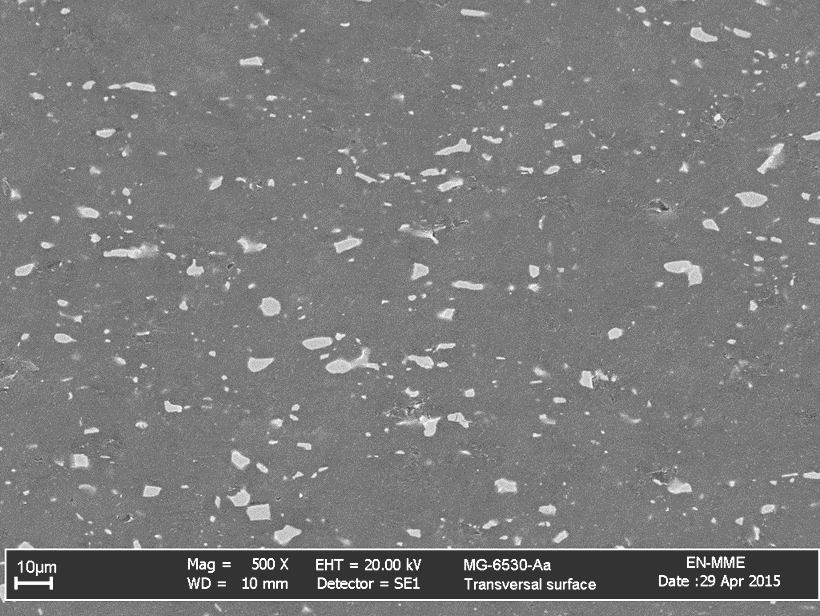 10µm
Mag = 500 X EHT = 20.00 kV MG-6530-Aa EN-MME
WD = 10 mm Detector = SE1 Transversal surface Date :29 Apr 2015